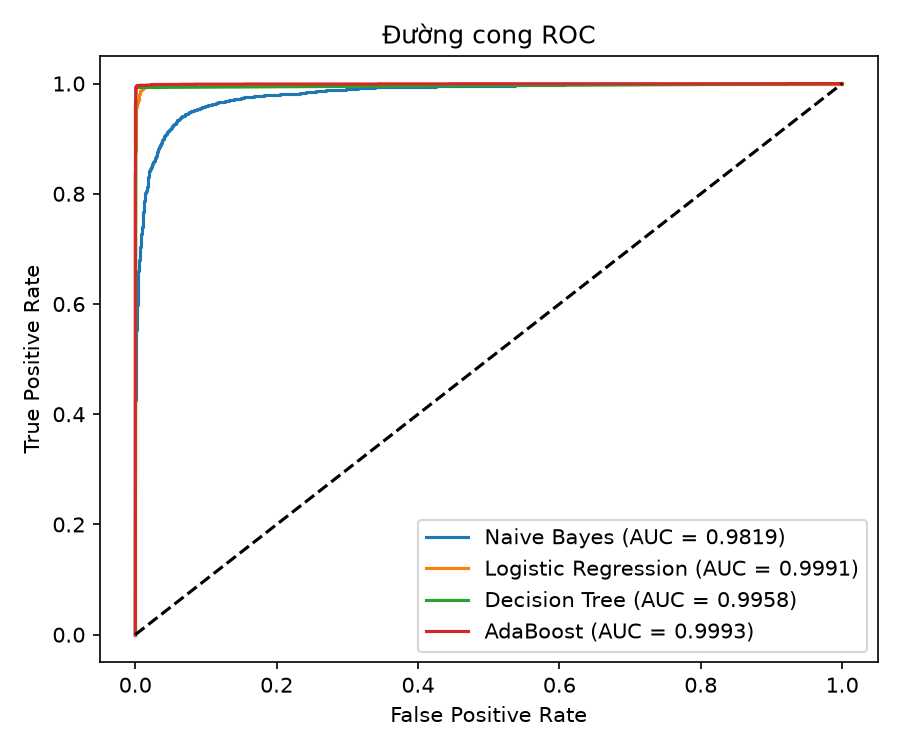 Đường cong ROC
True Positive Rate
1.0
0.8
0.6
0.4
0.2
0.0
Naive Bayes (AUC = 0.9819)
Logistic Regression (AUC = 0.9991)
Decision Tree (AUC = 0.9958)
AdaBoost (AUC = 0.9993)
0.0 0.2 0.4 0.6 0.8 1.0
False Positive Rate